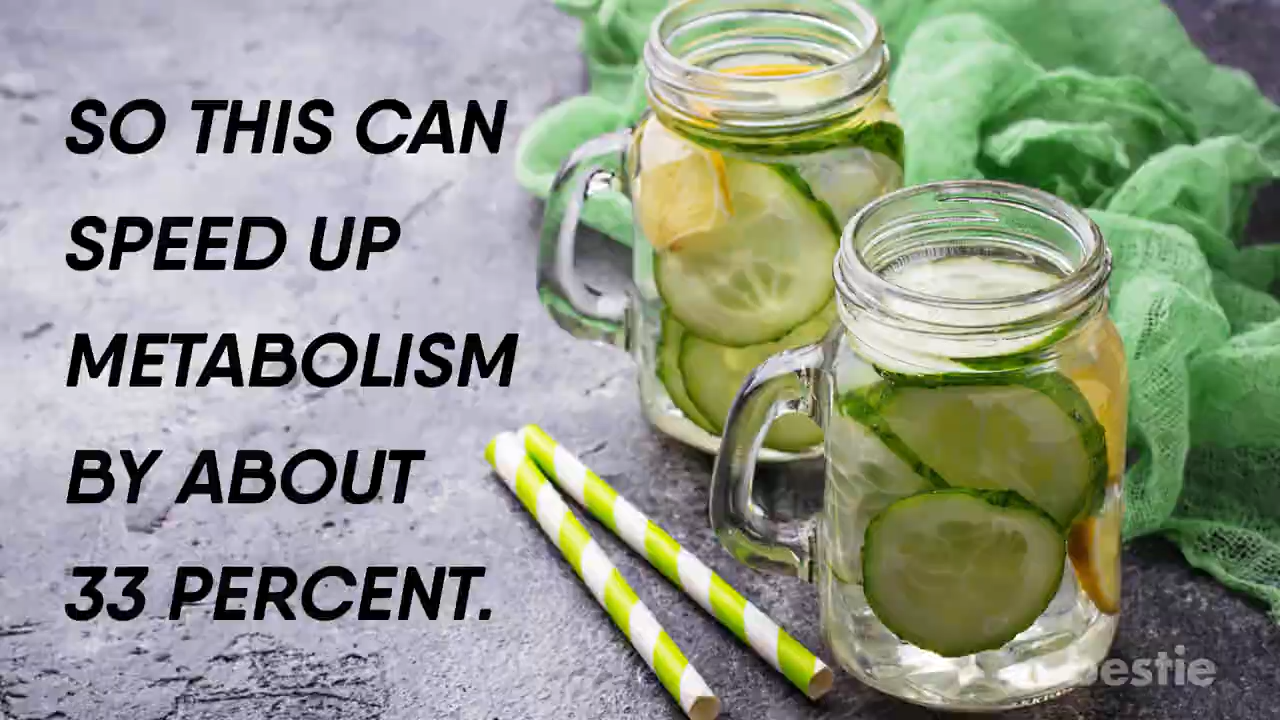 SO THIS CAN
SPEED UP
METABOLISM
BY ABOUT
33 PERCENT.
bestie